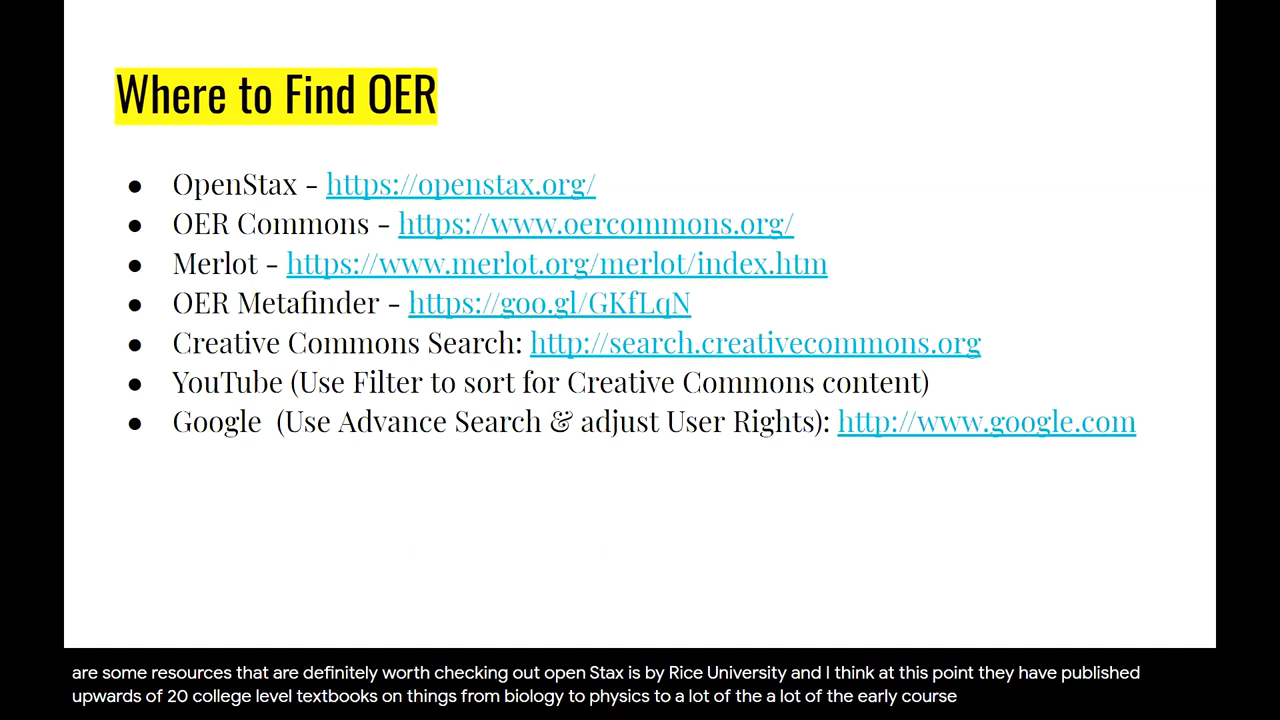 Where to Find OER
● OpenStax - https://openstax.org/
● OER Commons - https://www.oercommons.org/
● Merlot - https://www.merlot.org/merlot/index.htm
● OER Metafinder - https://goo.gl/GKfLqN
● Creative Commons Search: http://search.creativecommons.org
● YouTube (Use Filter to sort for Creative Commons content)
● Google (Use Advance Search & adjust User Rights): http://www.google.com
are some resources that are definitely worth checking out open Stax is by Rice University and I think at this point they have published
upwards of 20 college level textbooks on things from biology to physics to a lot of the a lot of the early course